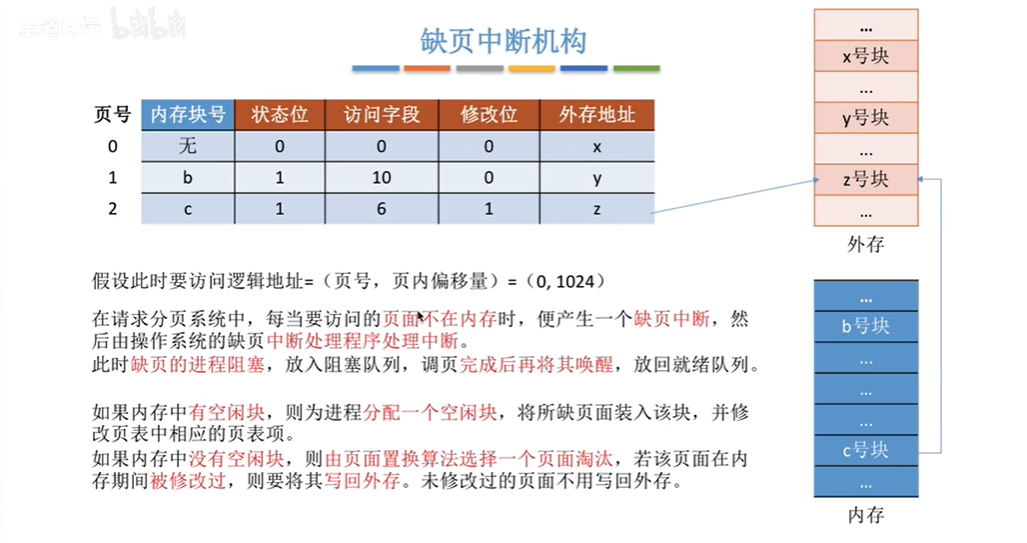 bilibili
缺页中断机构
页号 内存块号 状态位 访问字段 修改位 外存地址
0 无 0 0 0 x
1 b 1 10 0 y
2 c 1 6 1 z
...
x号块
...
y号块
...
z号块
...
外存
假设此时要访问逻辑地址=（页号，页内偏移量）=（0, 1024）
在请求分页系统中，每当要访问的页面不在内存时，便产生一个缺页中断，然
后由操作系统的缺页中断处理程序处理中断。
此时缺页的进程阻塞，放入阻塞队列，调页完成后再将其唤醒，放回就绪队列。
如果内存中有空闲块，则为进程分配一个空闲块，将所缺页面装入该块，并修
改页表中相应的页表项。
如果内存中没有空闲块，则由页面置换算法选择一个页面淘汰，若该页面在内
存期间被修改过，则要将其写回外存。未修改过的页面不用写回外存。
...
b号块
...
...
...
c号块
...
内存